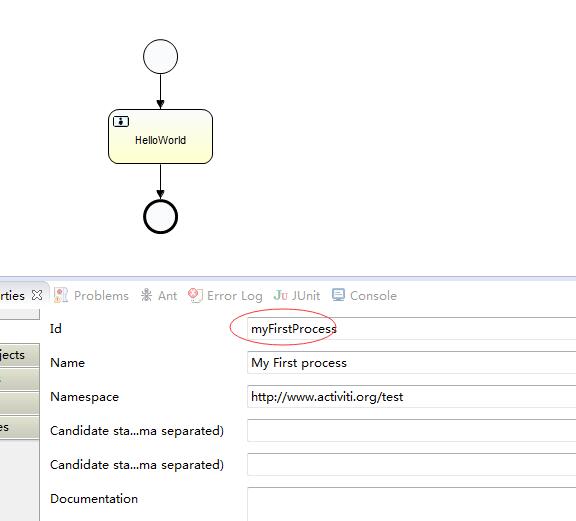 HelloWorld
rties Problems Ant Error Log JUnit Console
Id myFirstProcess
jects
Name My First process
Namespace http://www.activiti.org/test
es
Candidate sta...ma separated)
Candidate sta...ma separated)
Documentation